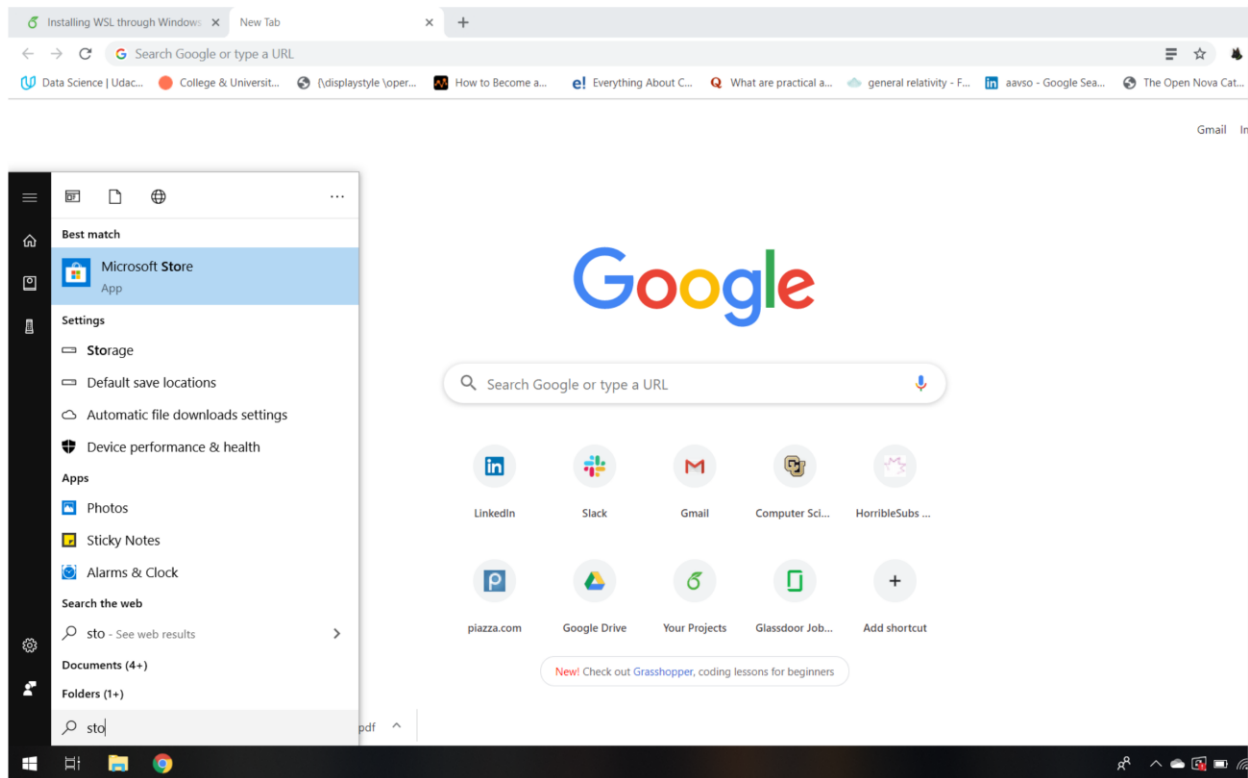 Installing WSL through Windows
New Tab
Search Google or type a URL
Data Science | Udac...
College & Universit...
{\displaystyle \oper...
How to Become a...
Everything About C...
What are practical a...
general relativity - F...
aavso - Google Sea...
The Open Nova Cat...
Gmail
Best match
Microsoft Store
App
Settings
Storage
Default save locations
Automatic file downloads settings
Device performance & health
Apps
Photos
Sticky Notes
Alarms & Clock
Search the web
sto - See web results
Documents (4+)
Folders (1+)
sto
pdf
Google
Search Google or type a URL
LinkedIn
Slack
Gmail
Computer Sci...
HorribleSubs ...
piazza.com
Google Drive
Your Projects
Glassdoor Job...
Add shortcut
New! Check out Grasshopper, coding lessons for beginners